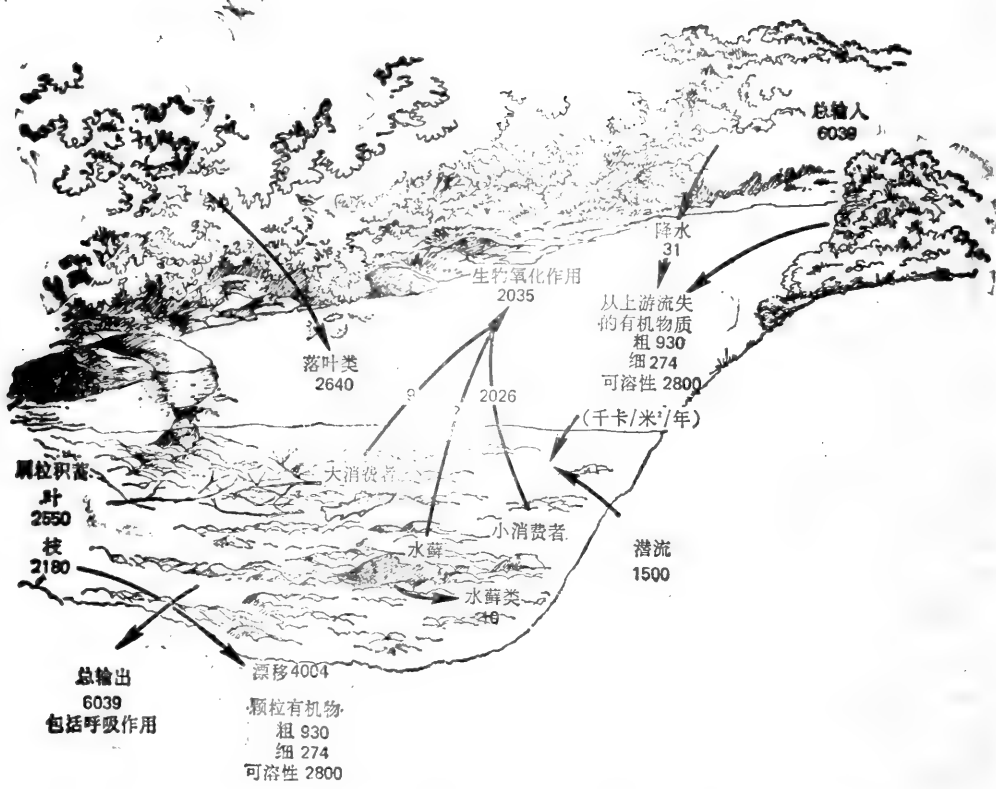 总输入
6039
降水
31
生物氧化作用
2035
从上游流失
的有机物质
粗 930
细 274
可溶性 2800
落叶类
2640
9
2026
(千卡/米²/年)
大消费者
颗粒积蓄
叶
2550
枝
2180
小消费者
水藓
潜流
1500
水藓类
10
总输出
6039
包括呼吸作用
漂移4004
颗粒有机物
粗 930
细 274
可溶性 2800